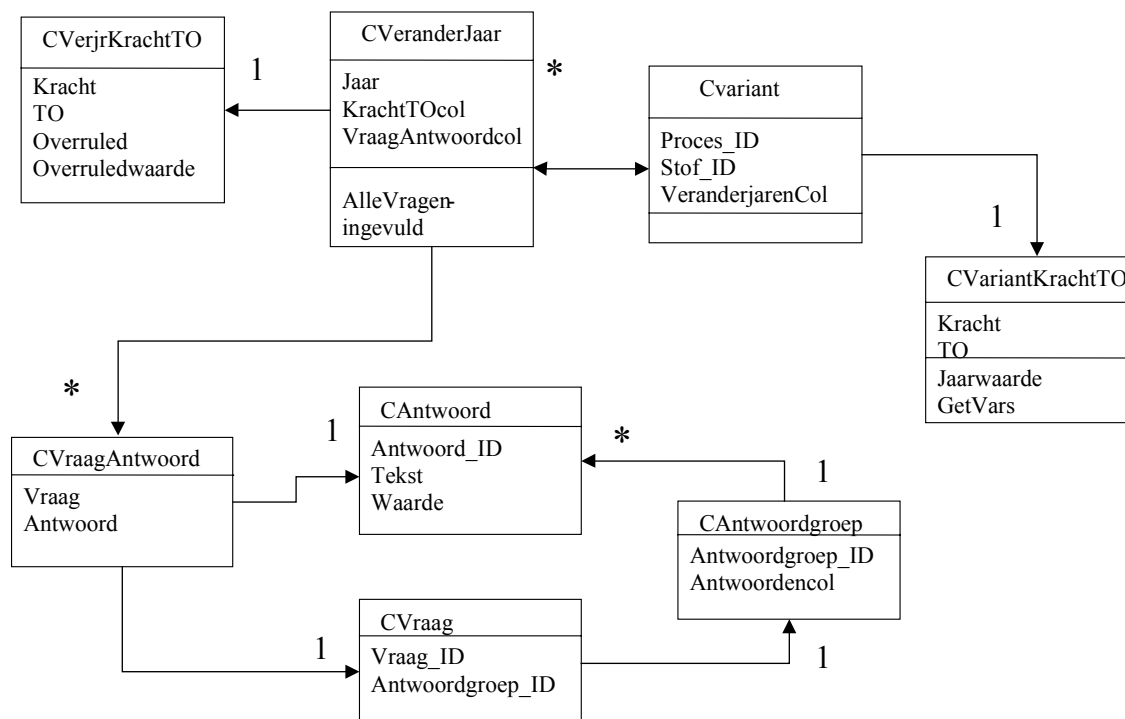 CVerjrKrachtTO
Kracht
TO
Overruled
Overruledwaarde
1
CVeranderJaar
Jaar
KrachtTOcol
VraagAntwoordcol
AlleVragen-
ingevuld
*
Cvariant
Proces_ID
Stof_ID
VeranderjarenCol
1
CVariantKrachtTO
Kracht
TO
Jaarwaarde
GetVars
*
CVraagAntwoord
Vraag
Antwoord
1
CAntwoord
Antwoord_ID
Tekst
Waarde
*
1
CAntwoordgroep
Antwoordgroep_ID
Antwoordencol
1
CVraag
Vraag_ID
Antwoordgroep_ID
1